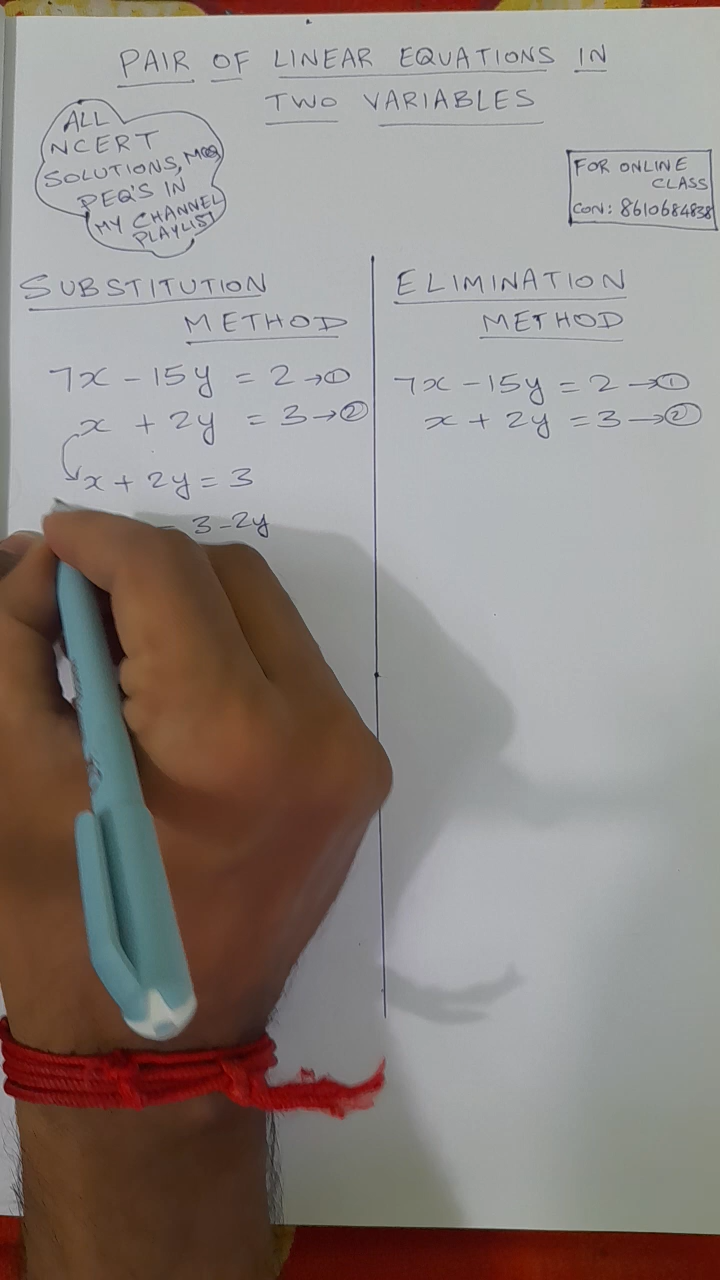 PAIR OF LINEAR EQUATIONS IN
TWO VARIABLES
ALL
NCERT
SOLUTIONS, MCQ,
PEQ'S IN
MY CHANNEL
PLAYLIST
FOR ONLINE
CLASS
CON: 8610684838
SUBSTITUTION
METHOD
7x - 15y = 2 → ①
x + 2y = 3 → ②
x + 2y = 3
= 3 - 2y
ELIMINATION
METHOD
7x - 15y = 2 → ①
x + 2y = 3 → ②